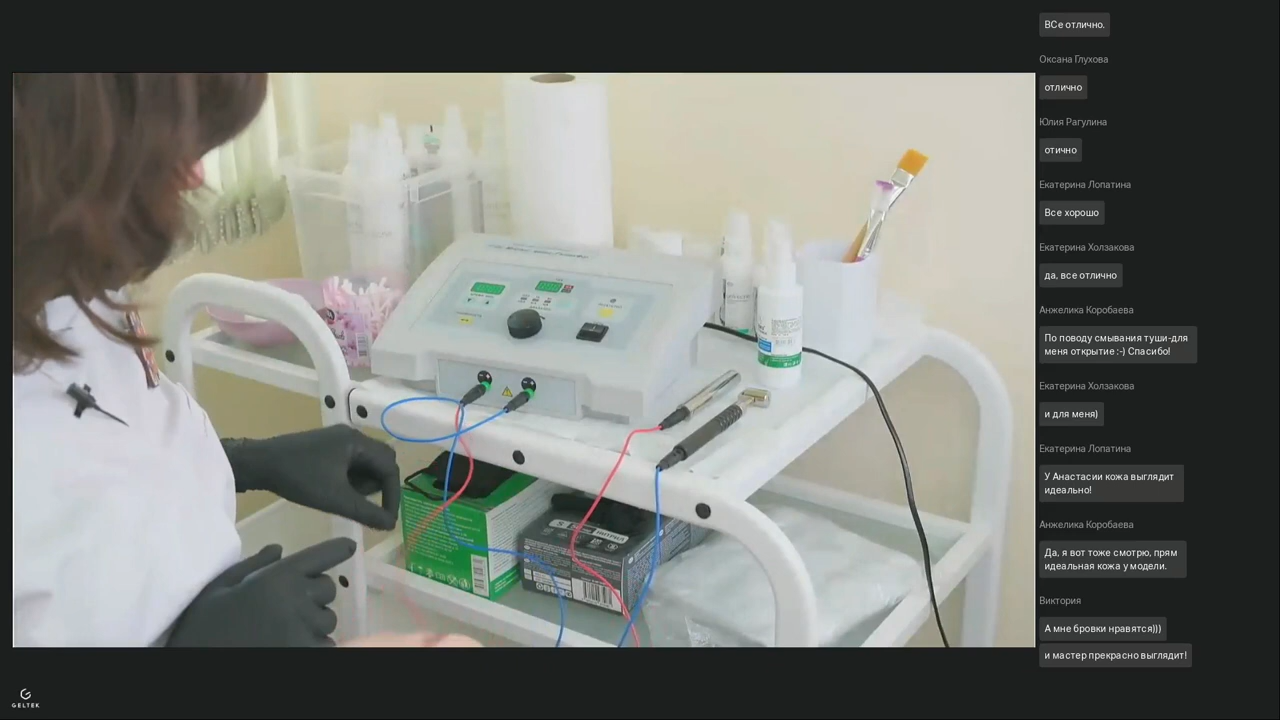 ВСе отлично.
Оксана Глухова
отлично
Юлия Рагулина
отично
Екатерина Лопатина
Все хорошо
Екатерина Холзакова
да, все отлично
Анжелика Коробаева
По поводу смывания туши-для
меня открытие :-) Спасибо!
Екатерина Холзакова
и для меня)
Екатерина Лопатина
У Анастасии кожа выглядит
идеально!
Анжелика Коробаева
Да, я вот тоже смотрю, прям
идеальная кожа у модели.
Виктория
А мне бровки нравятся)))
и мастер прекрасно выглядит!
GELTEK